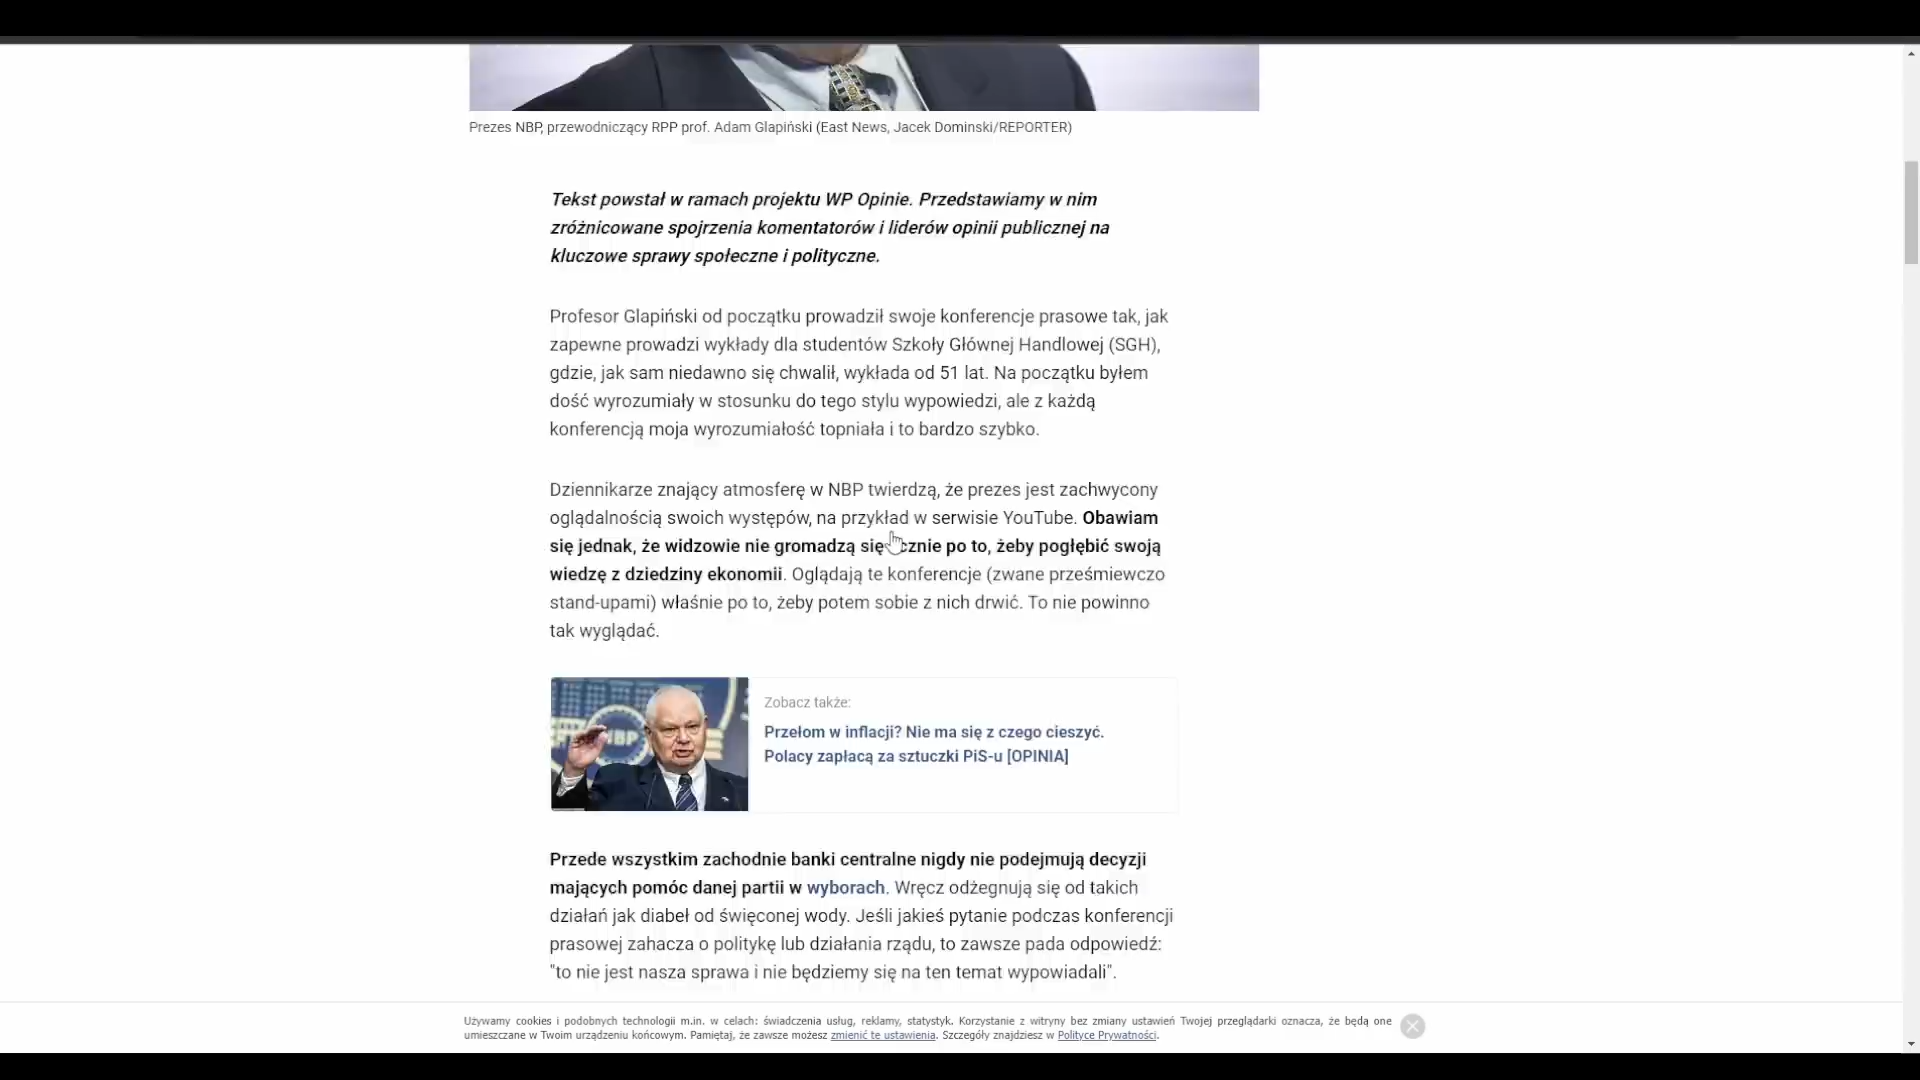 Prezes NBP, przewodniczący RPP prof. Adam Glapiński (East News, Jacek Dominski/REPORTER)
Tekst powstał w ramach projektu WP Opinie. Przedstawiamy w nim
zróżnicowane spojrzenia komentatorów i liderów opinii publicznej na
kluczowe sprawy społeczne i polityczne.
Profesor Glapiński od początku prowadził swoje konferencje prasowe tak, jak
zapewne prowadzi wykłady dla studentów Szkoły Głównej Handlowej (SGH),
gdzie, jak sam niedawno się chwalił, wykłada od 51 lat. Na początku byłem
dość wyrozumiały w stosunku do tego stylu wypowiedzi, ale z każdą
konferencją moja wyrozumiałość topniała i to bardzo szybko.
Dziennikarze znający atmosferę w NBP twierdzą, że prezes jest zachwycony
oglądalnością swoich występów, na przykład w serwisie YouTube. Obawiam
się jednak, że widzowie nie gromadzą się po to, żeby pogłębić swoją
wiedzę z dziedziny ekonomii. Oglądają te konferencje (zwane prześmiewczo
stand-upami) właśnie po to, żeby potem sobie z nich drwić. To nie powinno
tak wyglądać.
NBP
Zobacz także:
Przełom w inflacji? Nie ma się z czego cieszyć.
Polacy zapłacą za sztuczki PiS-u [OPINIA]
Przede wszystkim zachodnie banki centralne nigdy nie podejmują decyzji
mających pomóc danej partii w wyborach. Wręcz odżegnują się od takich
działań jak diabeł od święconej wody. Jeśli jakieś pytanie podczas konferencji
prasowej zahacza o politykę lub działania rządu, to zawsze pada odpowiedź:
"to nie jest nasza sprawa i nie będziemy się na ten temat wypowiadali".
Używamy cookies i podobnych technologii m.in. w celach: świadczenia usług, reklamy, statystyk. Korzystanie z witryny bez zmiany ustawień Twojej przeglądarki oznacza, że będą one
umieszczane w Twoim urządzeniu końcowym. Pamiętaj, że zawsze możesz zmienić te ustawienia. Szczegóły znajdziesz w Polityce Prywatności.